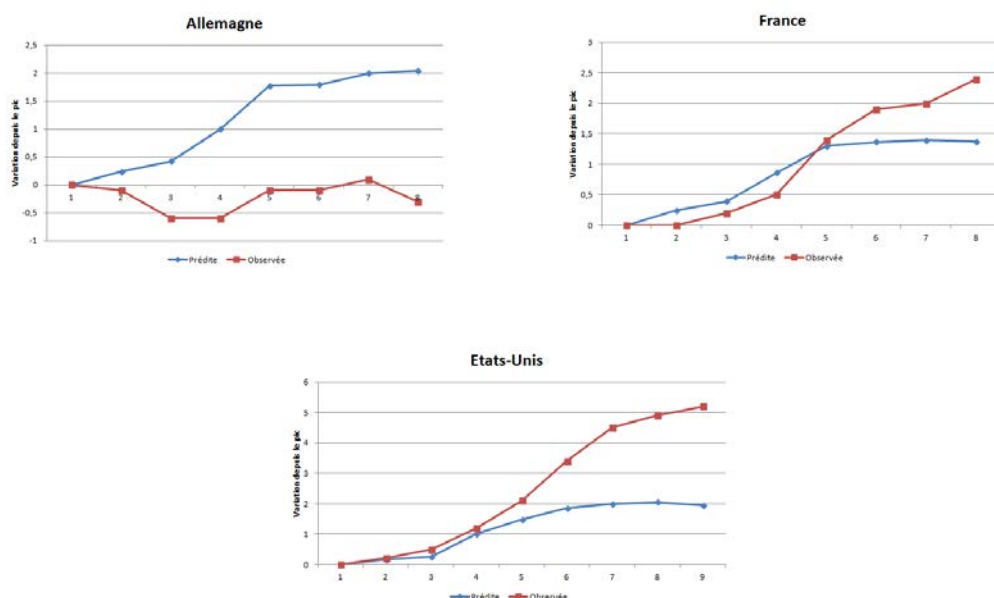 Allemagne
Variation depuis le pic
2,5
2
1,5
1
0,5
0
-0,5
-1
1 2 3 4 5 6 7 8
Prédite Observée
France
Variation depuis le pic
3
2,5
2
1,5
1
0,5
0
1 2 3 4 5 6 7 8
Prédite Observée
Etats-Unis
Variation depuis le pic
6
5
4
3
2
1
0
1 2 3 4 5 6 7 8 9
Prédite Observée